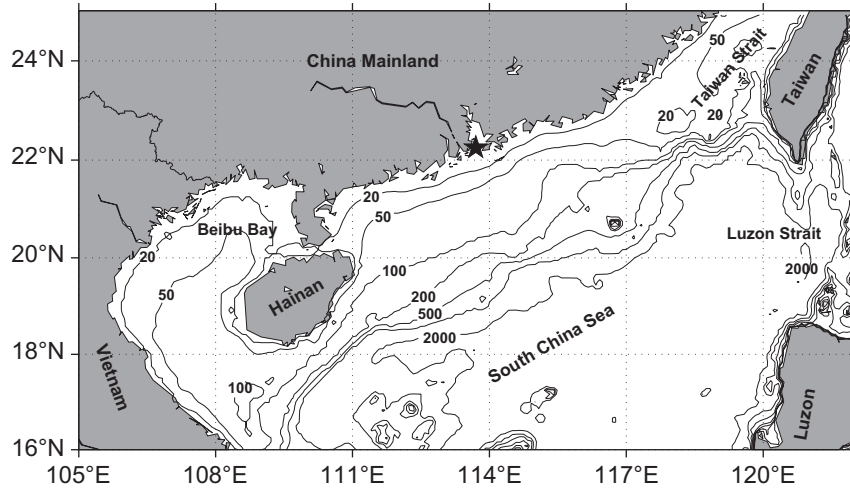 24°N
22°N
20°N
18°N
16°N
105°E
108°E
111°E
114°E
117°E
120°E
China Mainland
50
Taiwan Strait
Taiwan
20
20
20
50
Beibu Bay
20
Luzon Strait
100
2000
50
Hainan
200
500
2000
South China Sea
Vietnam
100
Luzon